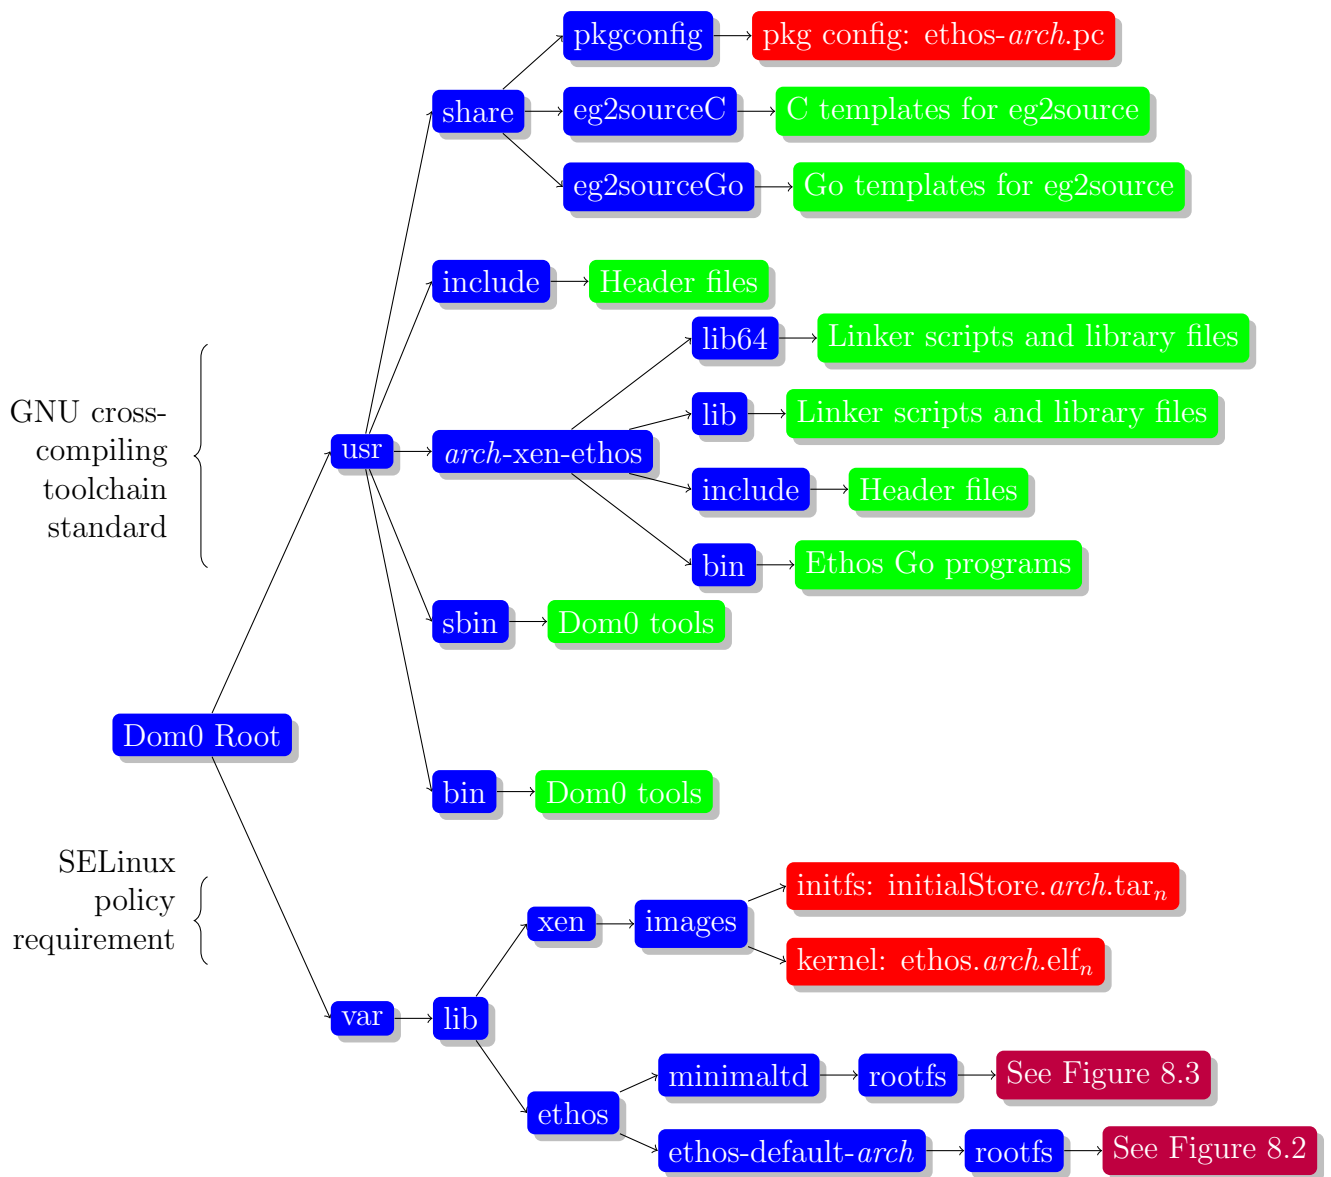 pkgconfig
pkg config: ethos-arch.pc
share
eg2sourceC
C templates for eg2source
eg2sourceGo
Go templates for eg2source
include
Header files
lib64
Linker scripts and library files
GNU cross-
compiling
toolchain
standard
usr
arch-xen-ethos
lib
Linker scripts and library files
include
Header files
bin
Ethos Go programs
sbin
Dom0 tools
Dom0 Root
bin
Dom0 tools
SELinux
policy
requirement
xen
images
initfs: initialStore.arch.tarₙ
kernel: ethos.arch.elfₙ
var
lib
minimaltd
rootfs
See Figure 8.3
ethos
ethos-default-arch
rootfs
See Figure 8.2